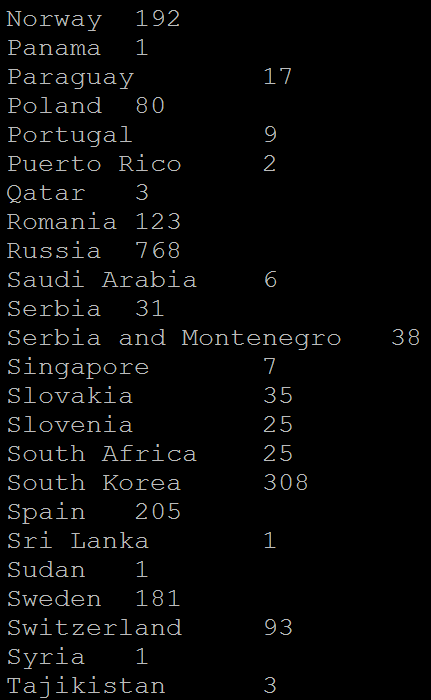 Norway 192
Panama 1
Paraguay 17
Poland 80
Portugal 9
Puerto Rico 2
Qatar 3
Romania 123
Russia 768
Saudi Arabia 6
Serbia 31
Serbia and Montenegro 38
Singapore 7
Slovakia 35
Slovenia 25
South Africa 25
South Korea 308
Spain 205
Sri Lanka 1
Sudan 1
Sweden 181
Switzerland 93
Syria 1
Tajikistan 3